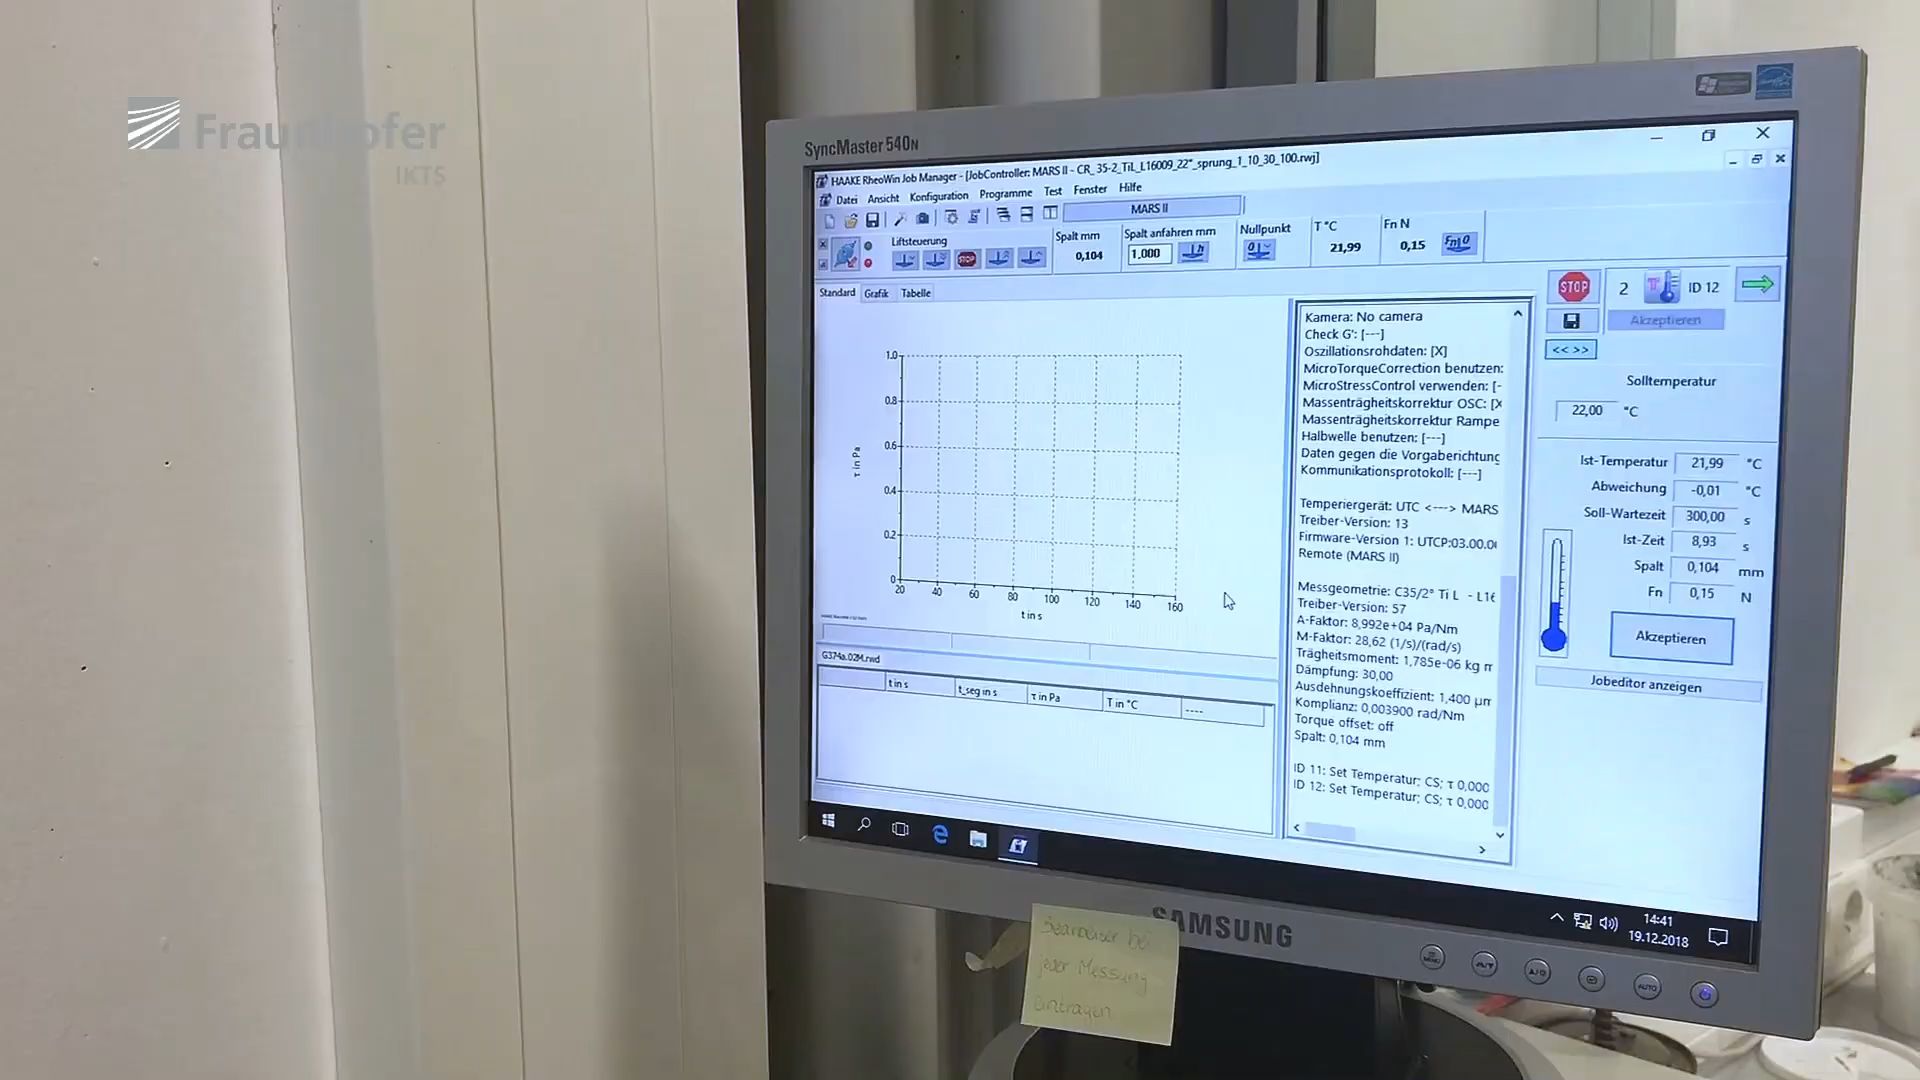 Fraunhofer
IKTS
SyncMaster 540N
HAAKE RheoWin Job Manager - [JobController: MARS II - CR_ 35-2_TiL_L16009_22°_sprung_1_10_30_100.rwj]
Datei Ansicht Konfiguration Programme Test Fenster Hilfe
MARS II
Liftsteuerung
STOP
Spalt mm
0,104
Spalt anfahren mm
1,000
Nullpunkt
T °C
21,99
Fn N
0,15
Standard Grafik Tabelle
1.0
0.8
0.6
0.4
0.2
0
τ in Pa
20 40 60 80 100 120 140 160
t in s
G374a.02M.rwd
t in s t_seg in s τ in Pa T in °C ----
Kamera: No camera
Check G': [---]
Oszillationsrohdaten: [X]
MicroTorqueCorrection benutzen:
MicroStressControl verwenden: [-
Massenträgheitskorrektur OSC: [X
Massenträgheitskorrektur Rampe
Halbwelle benutzen: [---]
Daten gegen die Vorgaberichtung
Kommunikationsprotokoll: [---]
Temperiergerät: UTC <---> MARS
Treiber-Version: 13
Firmware-Version 1: UTCP:03.00.00
Remote (MARS II)
Messgeometrie: C35/2° Ti L - L16
Treiber-Version: 57
A-Faktor: 8,992e+04 Pa/Nm
M-Faktor: 28,62 (1/s)/(rad/s)
Trägheitsmoment: 1,785e-06 kg m
Dämpfung: 30,00
Ausdehnungskoeffizient: 1,400 µm
Komplianz: 0,003900 rad/Nm
Torque offset: off
Spalt: 0,104 mm
ID 11: Set Temperatur; CS; τ 0,000
ID 12: Set Temperatur; CS; τ 0,000
STOP
2
ID 12
Akzeptieren
<< >>
Solltemperatur
22,00 °C
Ist-Temperatur 21,99 °C
Abweichung -0,01 °C
Soll-Wartezeit 300,00 s
Ist-Zeit 8,93 s
Spalt 0,104 mm
Fn 0,15 N
Akzeptieren
Jobeditor anzeigen
14:41
19.12.2018
SAMSUNG
MENU
AUTO
bei
jeder Messung
eintragen